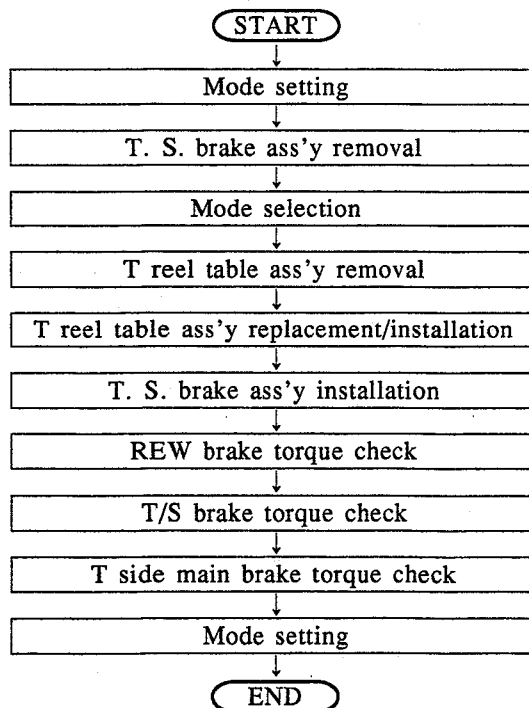 START
Mode setting
T. S. brake ass'y removal
Mode selection
T reel table ass'y removal
T reel table ass'y replacement/installation
T. S. brake ass'y installation
REW brake torque check
T/S brake torque check
T side main brake torque check
Mode setting
END